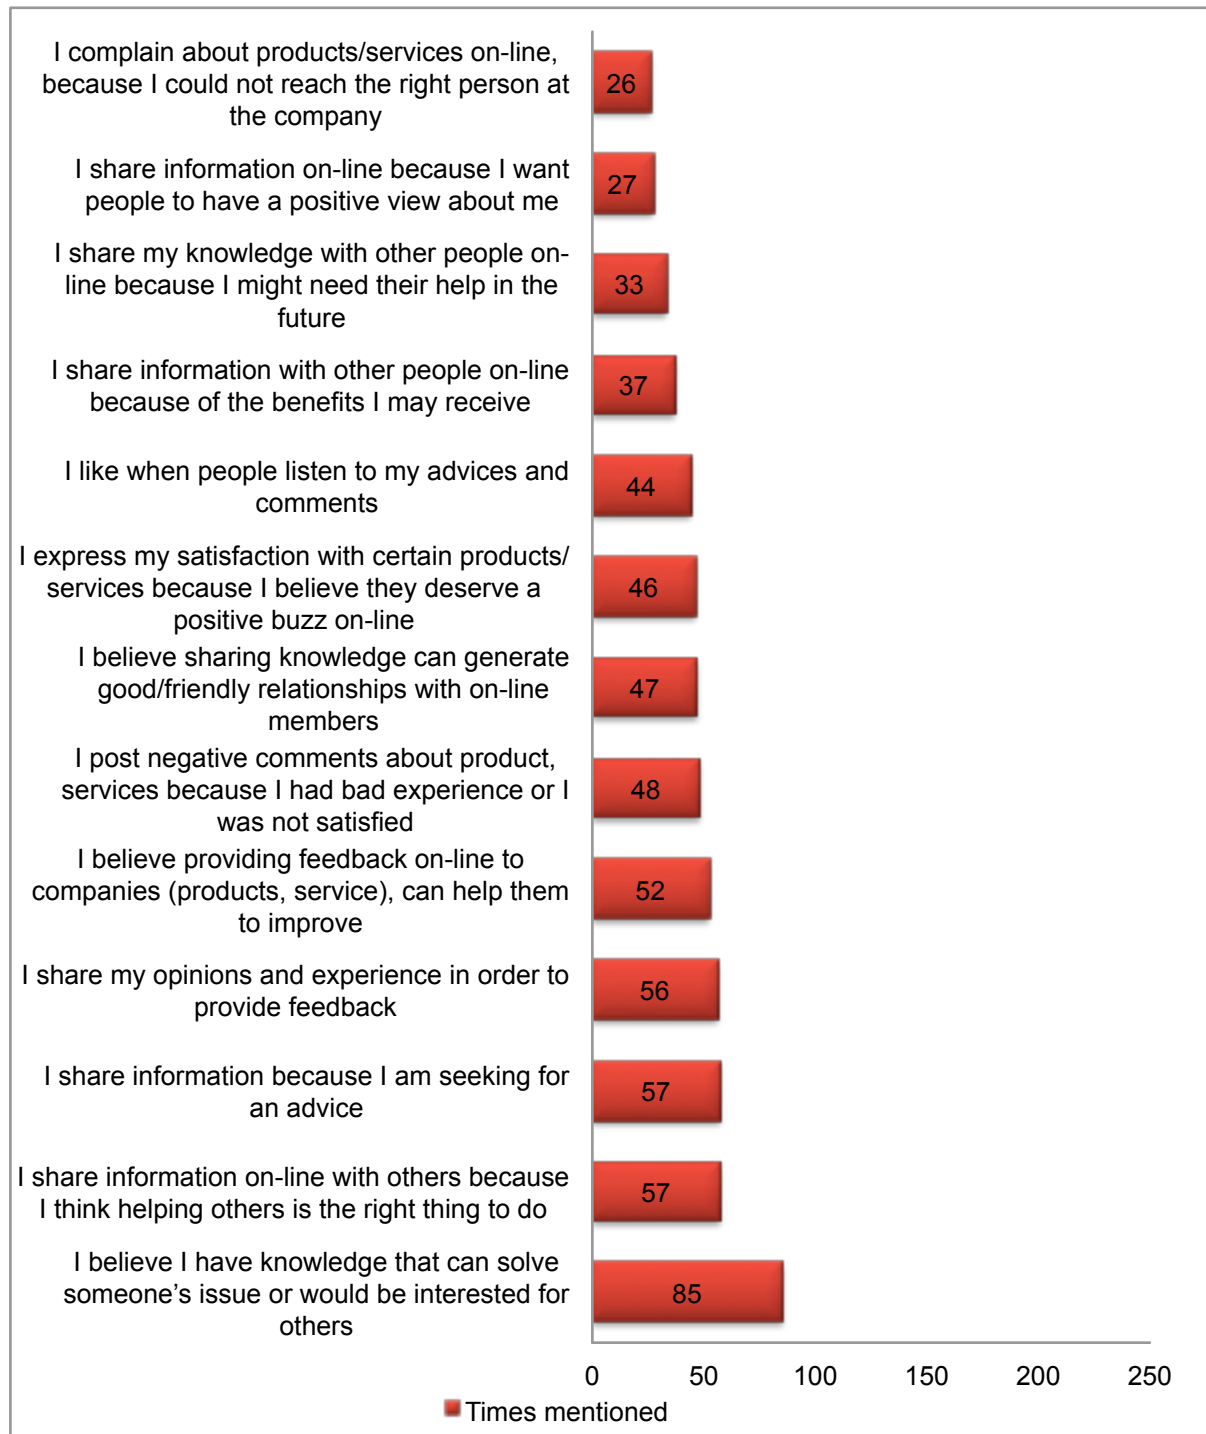 I complain about products/services on-line,
because I could not reach the right person at
the company
26
I share information on-line because I want
people to have a positive view about me
27
I share my knowledge with other people on-
line because I might need their help in the
future
33
I share information with other people on-line
because of the benefits I may receive
37
I like when people listen to my advices and
comments
44
I express my satisfaction with certain products/
services because I believe they deserve a
positive buzz on-line
46
I believe sharing knowledge can generate
good/friendly relationships with on-line
members
47
I post negative comments about product,
services because I had bad experience or I
was not satisfied
48
I believe providing feedback on-line to
companies (products, service), can help them
to improve
52
I share my opinions and experience in order to
provide feedback
56
I share information because I am seeking for
an advice
57
I share information on-line with others because
I think helping others is the right thing to do
57
I believe I have knowledge that can solve
someone’s issue or would be interested for
others
85
0 50 100 150 200 250
Times mentioned